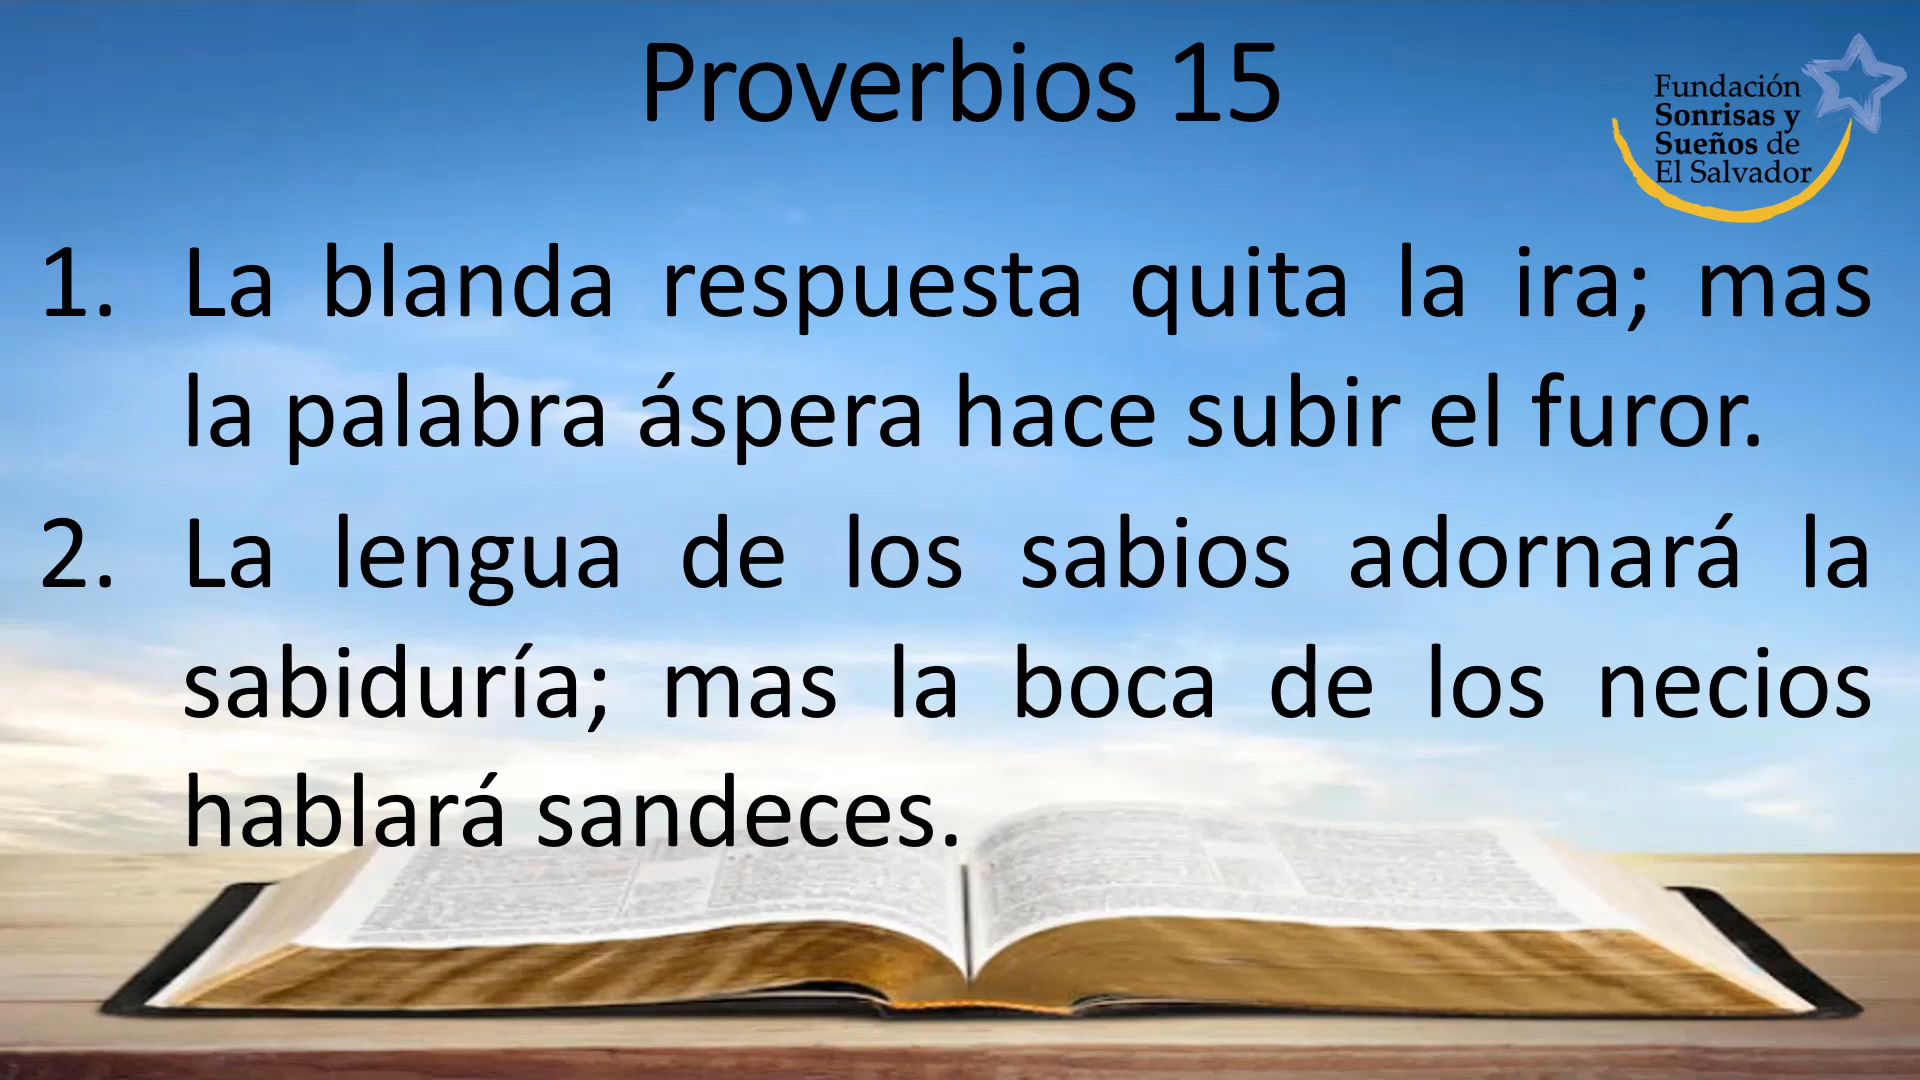 Proverbios 15
Fundación
Sonrisas y
Sueños de
El Salvador
1. La blanda respuesta quita la ira; mas
la palabra áspera hace subir el furor.
2. La lengua de los sabios adornará la
sabiduría; mas la boca de los necios
hablará sandeces.